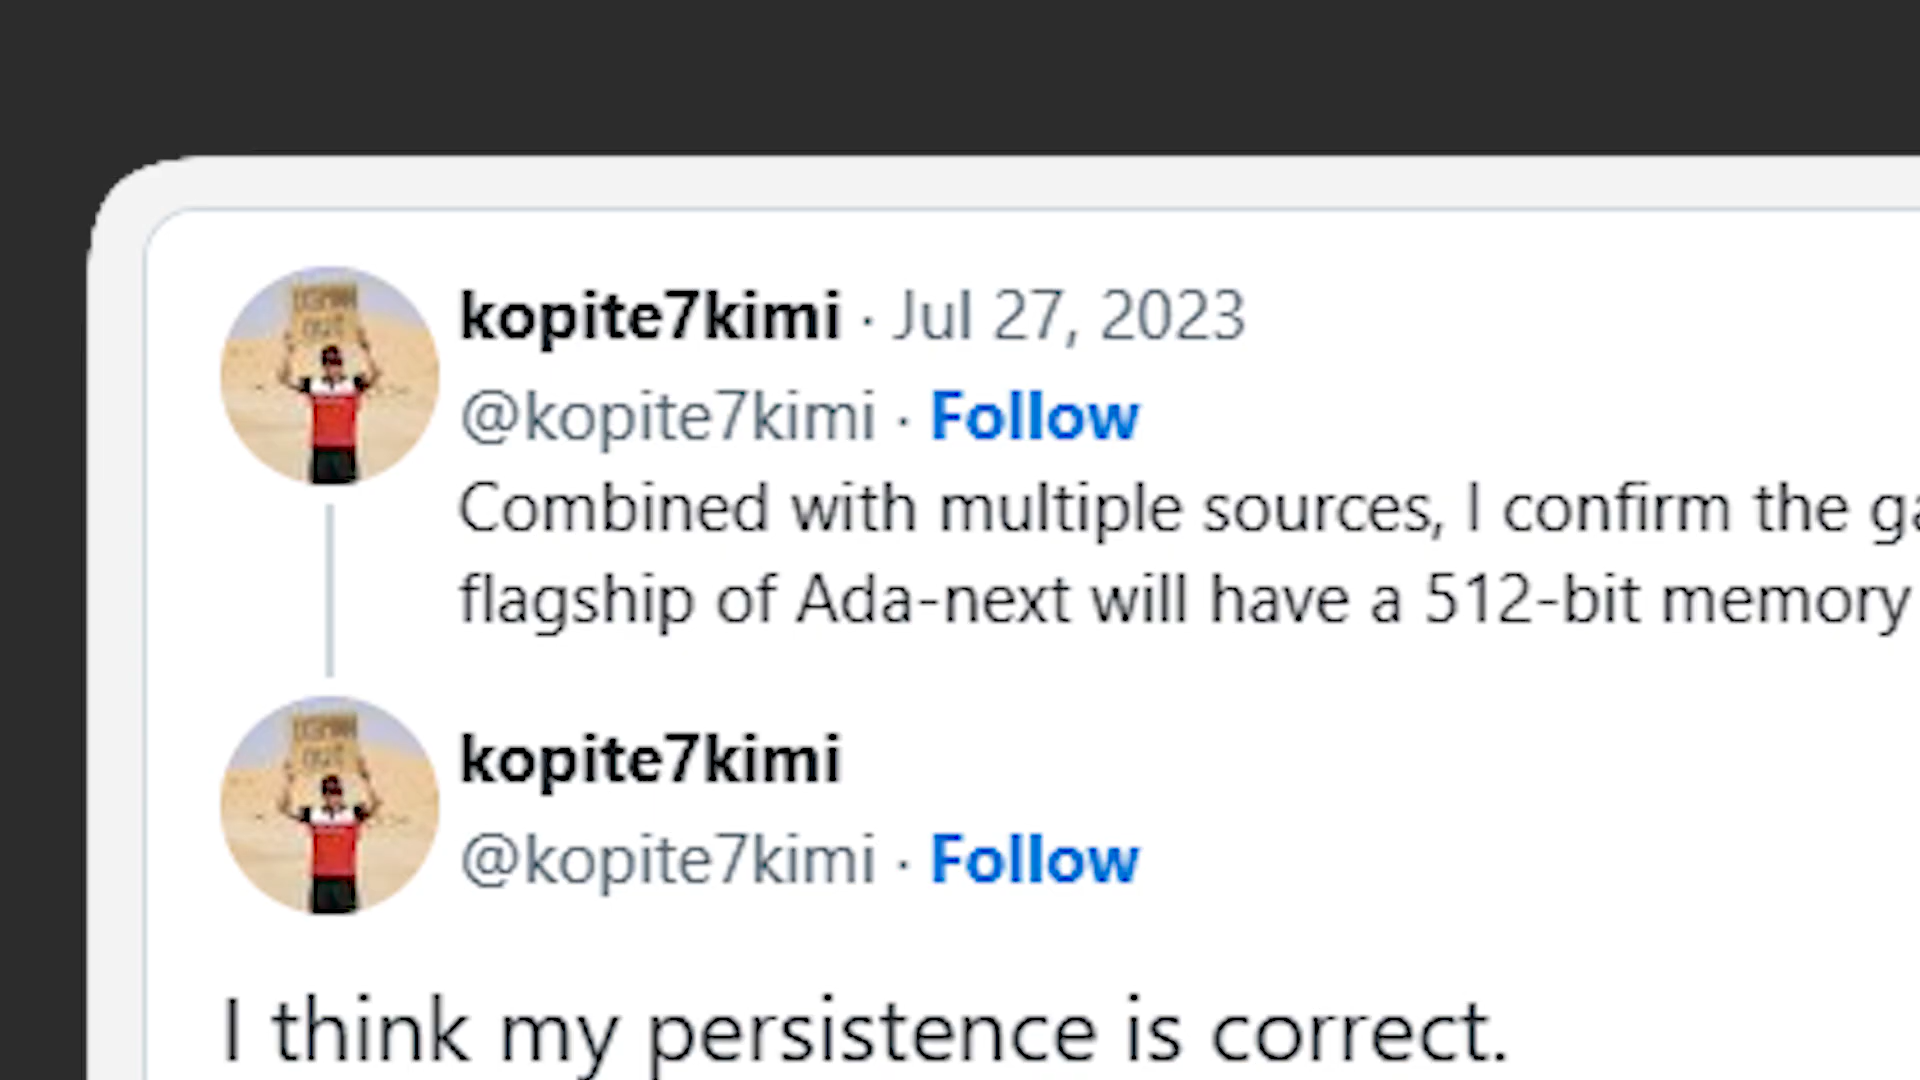 kopite7kimi · Jul 27, 2023
@kopite7kimi · Follow
Combined with multiple sources, I confirm the
flagship of Ada-next will have a 512-bit memory
kopite7kimi
@kopite7kimi · Follow
I think my persistence is correct.